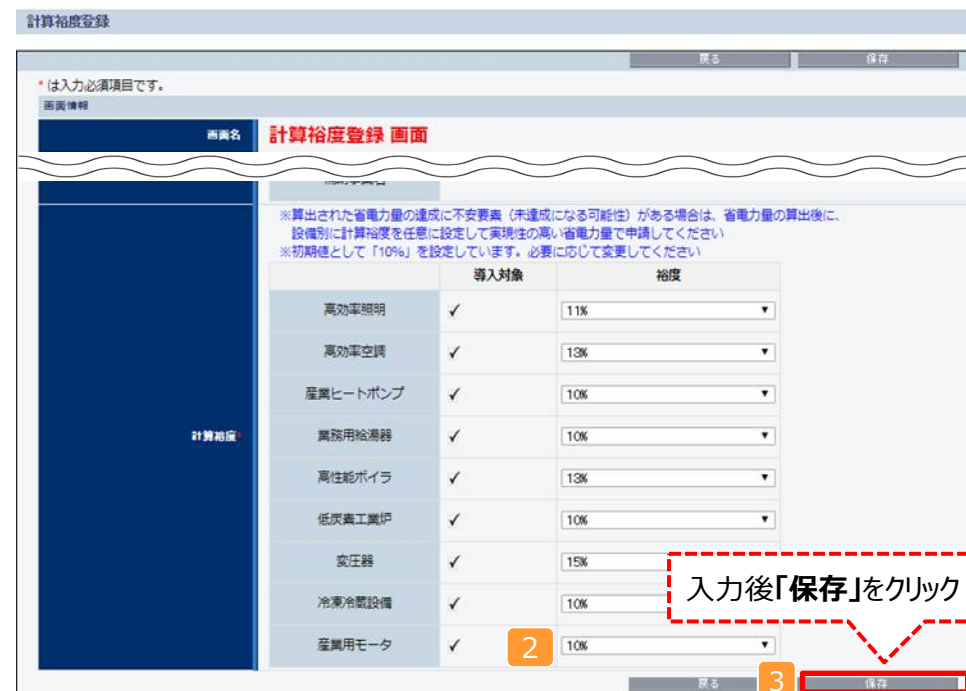 計算裕度登録
戻る 保存
* は入力必須項目です。
画面情報
画面名 計算裕度登録 画面
※算出された省電力量の達成に不安要素（未達成になる可能性）がある場合は、省電力量の算出後に、
設備別に計算裕度を任意に設定して実現性の高い省電力量で申請してください
※初期値として「10%」を設定しています。必要に応じて変更してください
導入対象 裕度
高効率照明 ✓ 11% ▼
高効率空調 ✓ 13% ▼
産業ヒートポンプ ✓ 10% ▼
計算裕度* 業務用給湯器 ✓ 10% ▼
高性能ボイラ ✓ 13% ▼
低炭素工業炉 ✓ 10% ▼
変圧器 ✓ 15%
入力後「保存」をクリック
冷凍冷蔵設備 ✓ 10%
産業用モータ ✓ 2 10% ▼
戻る 3 保存